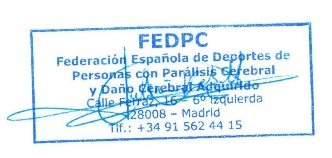 FEDPC
Federación Española de Deportes de
Personas con Parálisis Cerebral
y Daño Cerebral Adquirido
Calle Ferraz, 16 – 6º izquierda
28008 – Madrid
Tlf.: +34 91 562 44 15